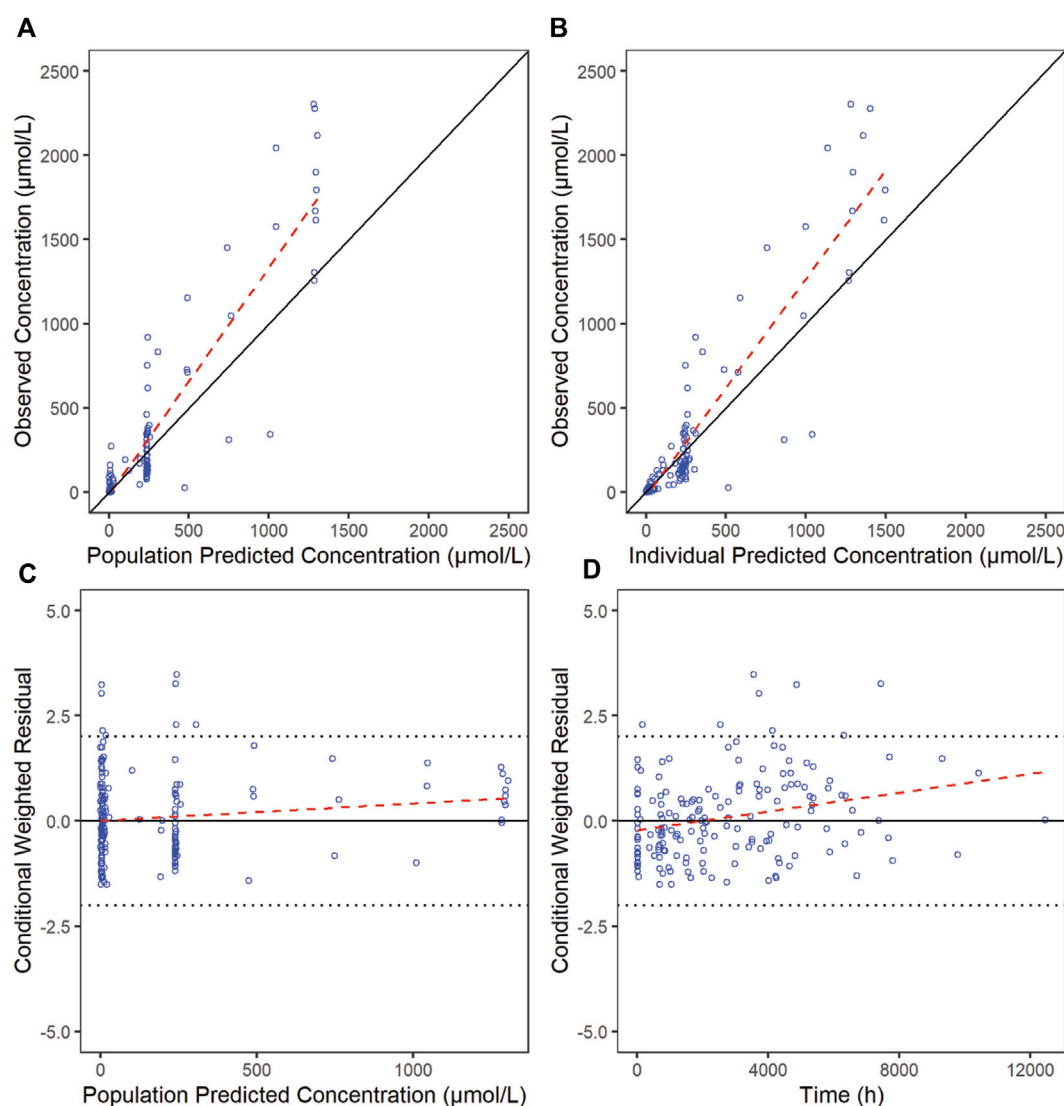 A
B
2500
2000
1500
1000
500
0
Observed Concentration (µmol/L)
0 500 1000 1500 2000 2500
Population Predicted Concentration (µmol/L)
2500
2000
1500
1000
500
0
Observed Concentration (µmol/L)
0 500 1000 1500 2000 2500
Individual Predicted Concentration (µmol/L)
C
D
5.0
2.5
0.0
-2.5
-5.0
Conditional Weighted Residual
0 500 1000
Population Predicted Concentration (µmol/L)
5.0
2.5
0.0
-2.5
-5.0
Conditional Weighted Residual
0 4000 8000 12000
Time (h)